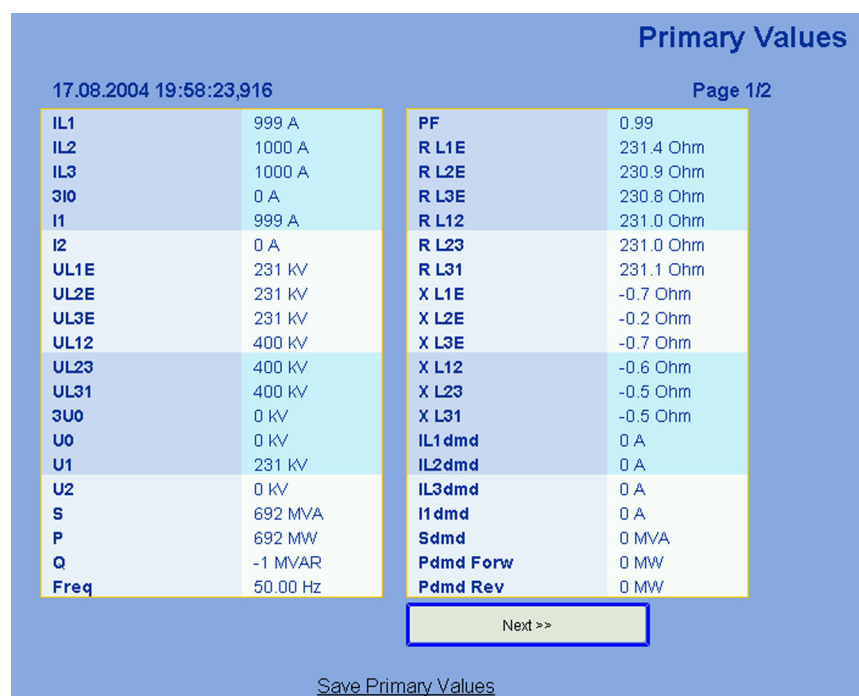 Primary Values
17.08.2004 19:58:23,916
Page 1/2
IL1 999 A
IL2 1000 A
IL3 1000 A
3I0 0 A
I1 999 A
I2 0 A
UL1E 231 kV
UL2E 231 kV
UL3E 231 kV
UL12 400 kV
UL23 400 kV
UL31 400 kV
3U0 0 kV
U0 0 kV
U1 231 kV
U2 0 kV
S 692 MVA
P 692 MW
Q -1 MVAR
Freq 50.00 Hz
PF 0.99
R L1E 231.4 Ohm
R L2E 230.9 Ohm
R L3E 230.8 Ohm
R L12 231.0 Ohm
R L23 231.0 Ohm
R L31 231.1 Ohm
X L1E -0.7 Ohm
X L2E -0.2 Ohm
X L3E -0.7 Ohm
X L12 -0.6 Ohm
X L23 -0.5 Ohm
X L31 -0.5 Ohm
IL1dmd 0 A
IL2dmd 0 A
IL3dmd 0 A
I1dmd 0 A
Sdmd 0 MVA
Pdmd Forw 0 MW
Pdmd Rev 0 MW
Next >>
Save Primary Values